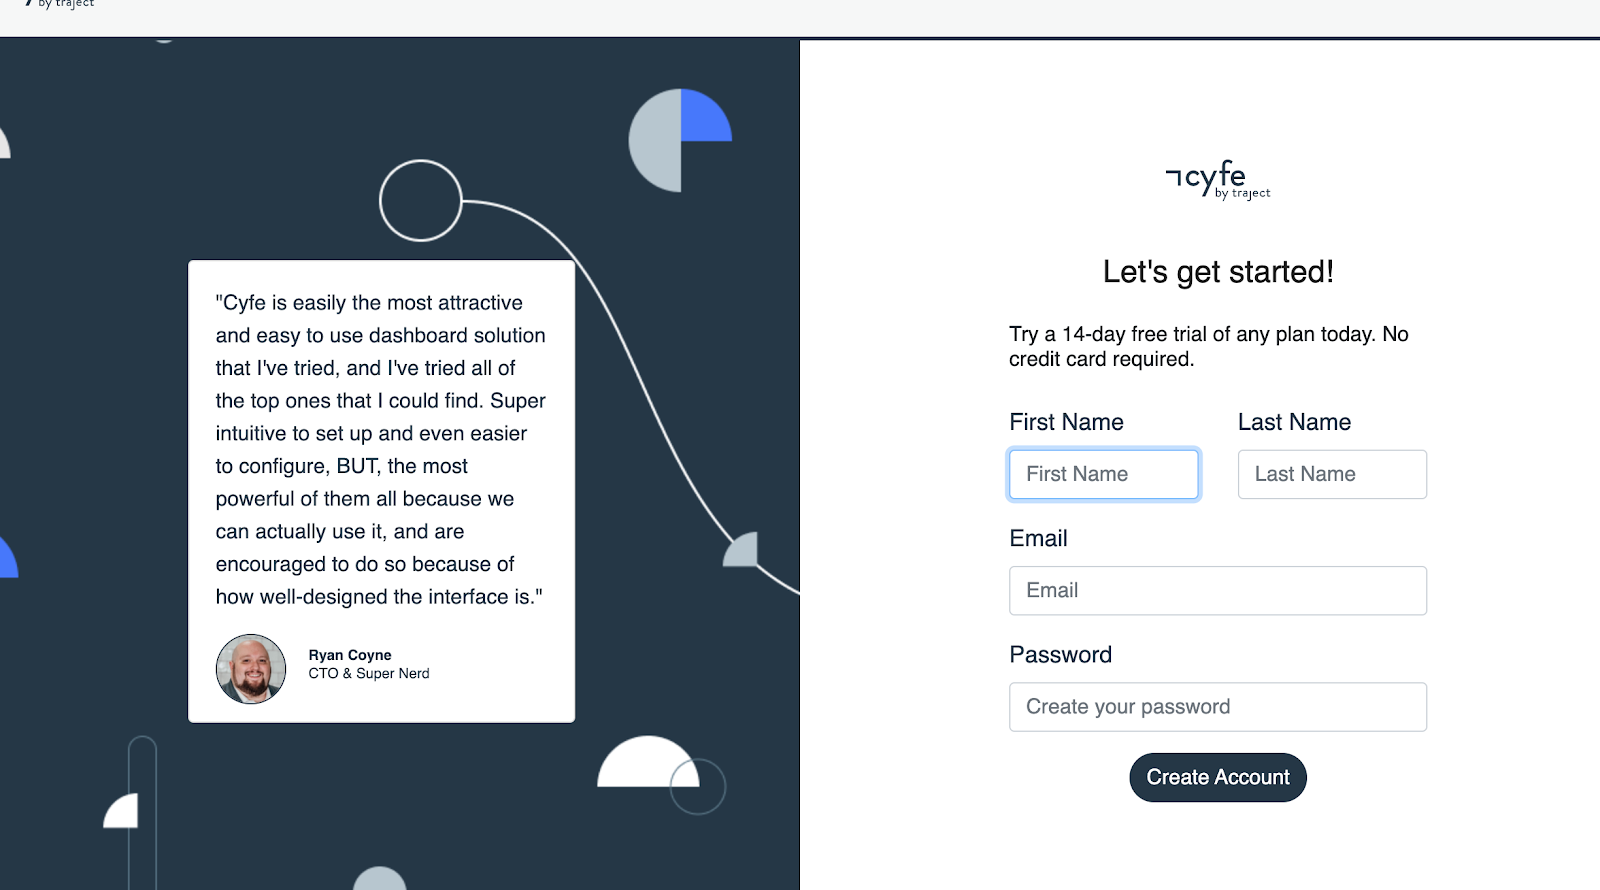 by traject
"Cyfe is easily the most attractive
and easy to use dashboard solution
that I've tried, and I've tried all of
the top ones that I could find. Super
intuitive to set up and even easier
to configure, BUT, the most
powerful of them all because we
can actually use it, and are
encouraged to do so because of
how well-designed the interface is."
Ryan Coyne
CTO & Super Nerd
cyfe
by traject
Let's get started!
Try a 14-day free trial of any plan today. No
credit card required.
First Name
Last Name
First Name
Last Name
Email
Email
Password
Create your password
Create Account